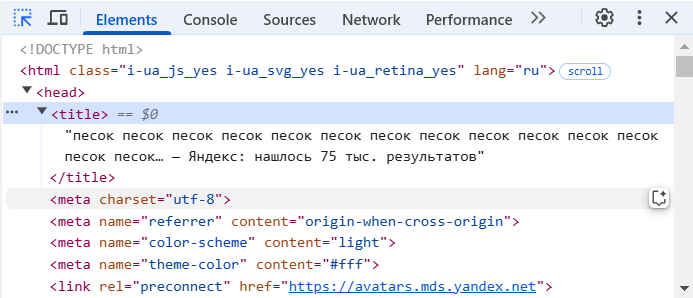 Elements Console Sources Network Performance
<!DOCTYPE html>
<html class="i-ua_js_yes i-ua_svg_yes i-ua_retina_yes" lang="ru"> scroll
<head>
<title> == $0
"песок песок песок песок песок песок песок песок песок песок песок песок
песок песок… — Яндекс: нашлось 75 тыс. результатов"
</title>
<meta charset="utf-8">
<meta name="referrer" content="origin-when-cross-origin">
<meta name="color-scheme" content="light">
<meta name="theme-color" content="#fff">
<link rel="preconnect" href="https://avatars.mds.yandex.net">